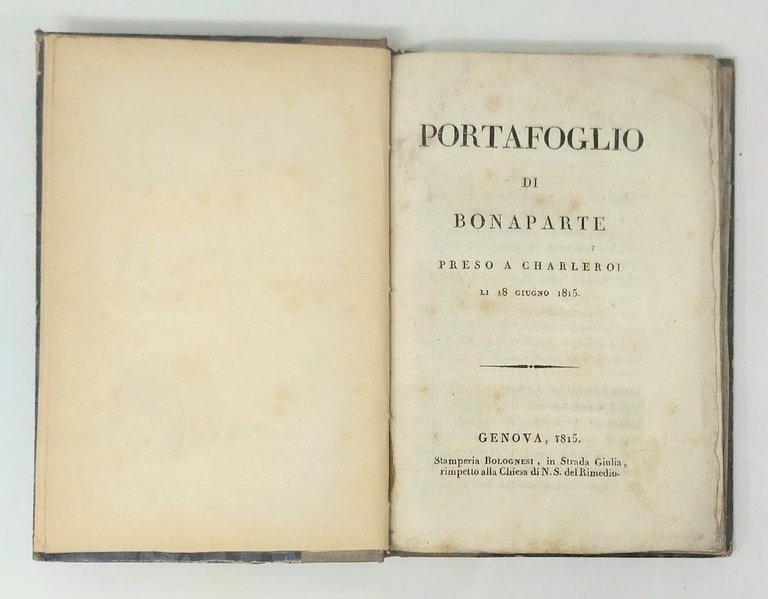 PORTAFOGLIO
DI
BONAPARTE
PRESO A CHARLEROI
LI 18 GIUGNO 1815.
GENOVA, 1815.
Stamperia BOLOGNESI, in Strada Giulia,
rimpetto alla Chiesa di N. S. del Rimedio.